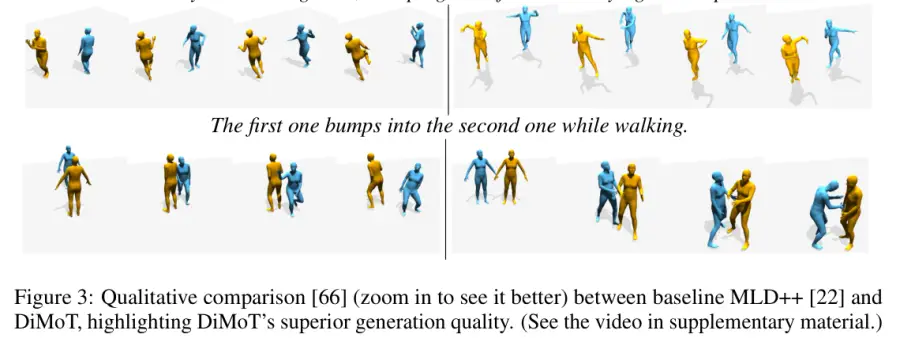 The first one bumps into the second one while walking.
Figure 3: Qualitative comparison [66] (zoom in to see it better) between baseline MLD++ [22] and
DiMoT, highlighting DiMoT's superior generation quality. (See the video in supplementary material.)